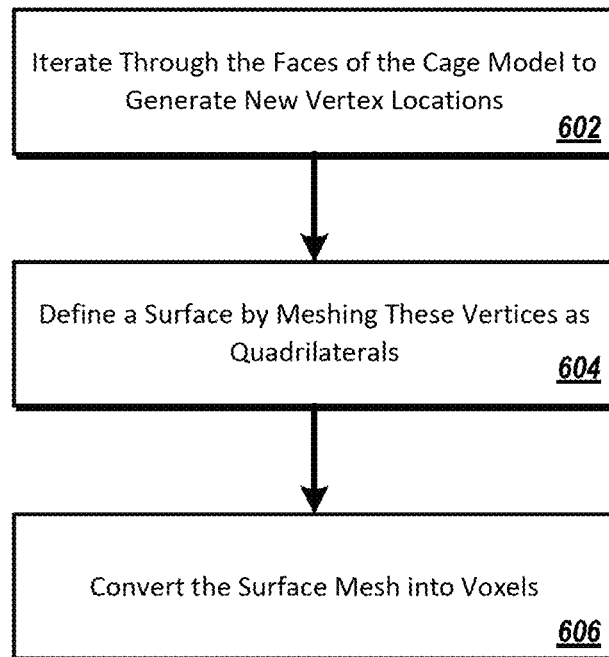 Iterate Through the Faces of the Cage Model to
Generate New Vertex Locations
602
Define a Surface by Meshing These Vertices as
Quadrilaterals
604
Convert the Surface Mesh into Voxels
606